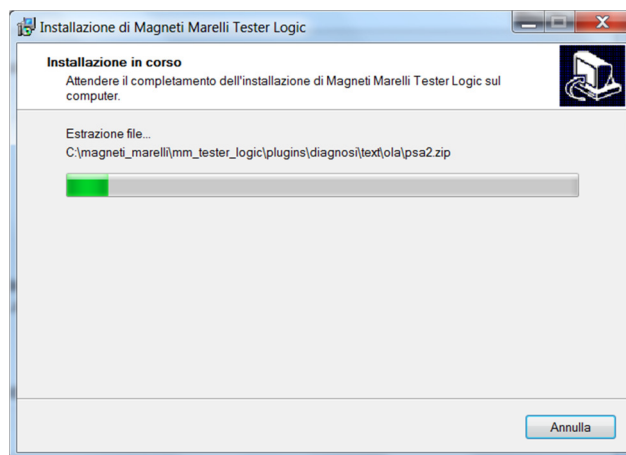 Installazione di Magneti Marelli Tester Logic
Installazione in corso
Attendere il completamento dell'installazione di Magneti Marelli Tester Logic sul
computer.
Estrazione file...
C:\magneti_marelli\mm_tester_logic\plugins\diagnosi\text\ola\psa2.zip
Annulla